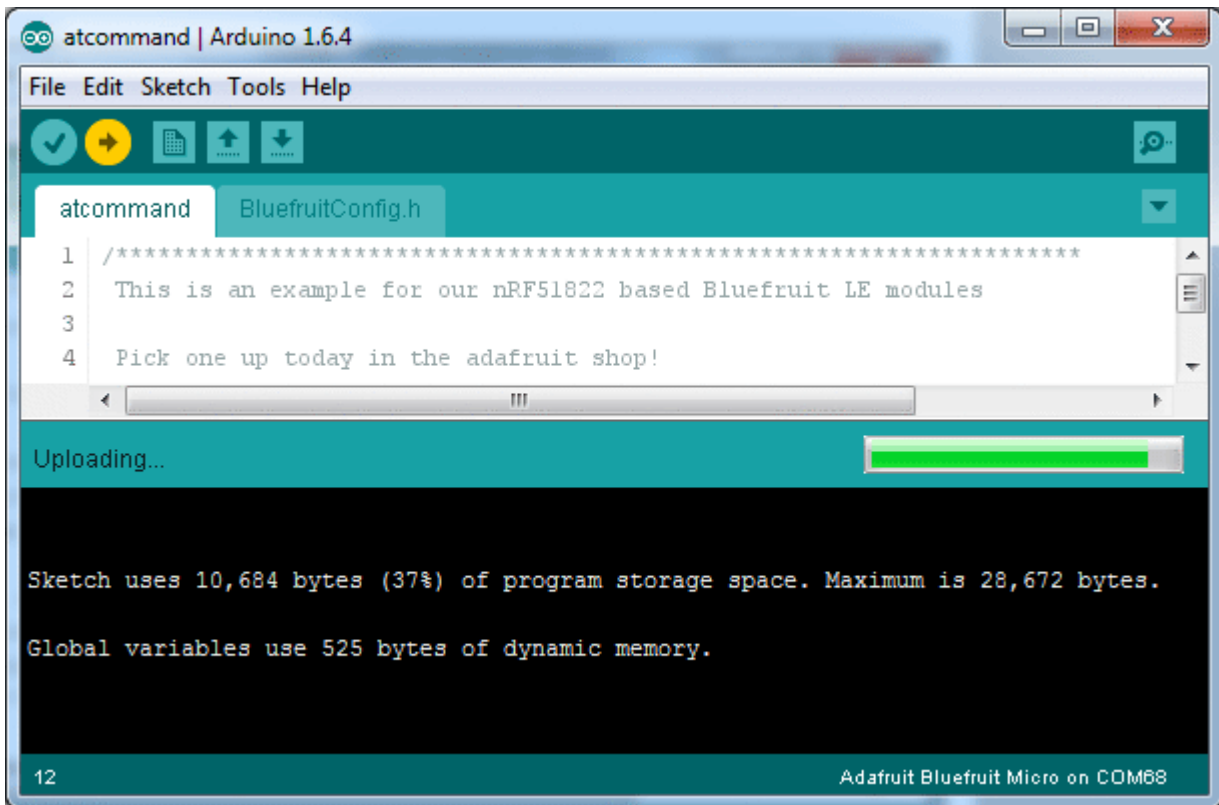 atcommand | Arduino 1.6.4
File Edit Sketch Tools Help
atcommand BluefruitConfig.h
1 /*********************************************************************
2 This is an example for our nRF51822 based Bluefruit LE modules
3
4 Pick one up today in the adafruit shop!
Uploading...
Sketch uses 10,684 bytes (37%) of program storage space. Maximum is 28,672 bytes.
Global variables use 525 bytes of dynamic memory.
12 Adafruit Bluefruit Micro on COM68